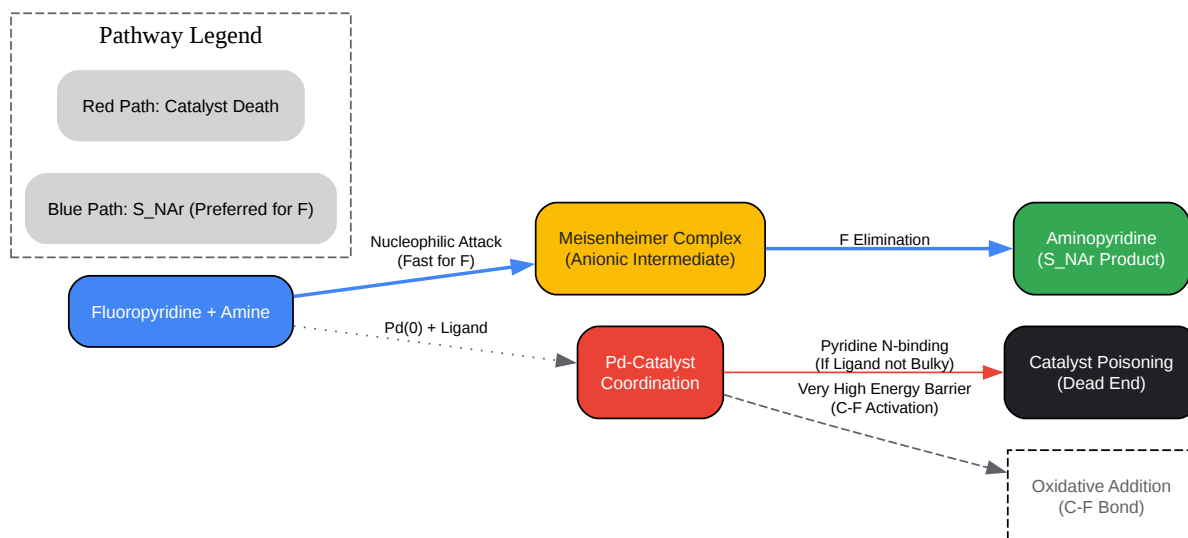 Pathway Legend
Red Path: Catalyst Death
Blue Path: S_NAr (Preferred for F)
Fluoropyridine + Amine
Nucleophilic Attack
(Fast for F)
Meisenheimer Complex
(Anionic Intermediate)
F Elimination
Aminopyridine
(S_NAr Product)
Pd(0) + Ligand
Pd-Catalyst
Coordination
Pyridine N-binding
(If Ligand not Bulky)
Catalyst Poisoning
(Dead End)
Very High Energy Barrier
(C-F Activation)
Oxidative Addition
(C-F Bond)